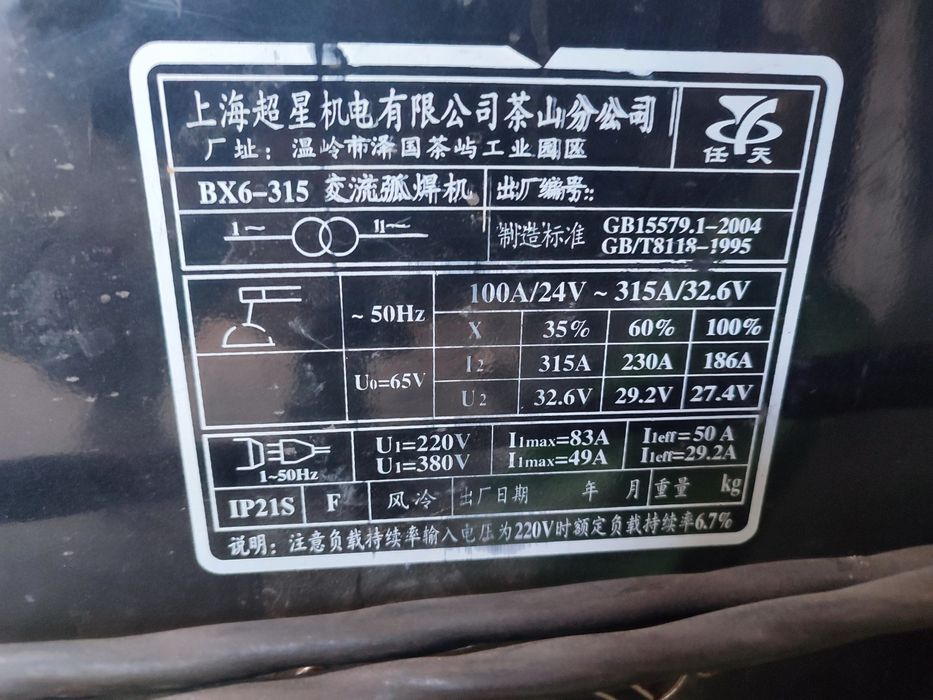 上海超星机电有限公司茶山分公司
厂址：温岭市泽国茶屿工业园区
任天
BX6-315 交流弧焊机 出厂编号：
1~ 11~ 制造标准 GB15579.1-2004
GB/T8118-1995
~50Hz 100A/24V ~ 315A/32.6V
X 35% 60% 100%
U0=65V I2 315A 230A 186A
U2 32.6V 29.2V 27.4V
1~50Hz U1=220V I1max=83A I1eff=50 A
U1=380V I1max=49A I1eff=29.2A
IP21S F 风冷 出厂日期 年 月 重量 kg
说明：注意负载持续率输入电压为220V时额定负载持续率6.7%